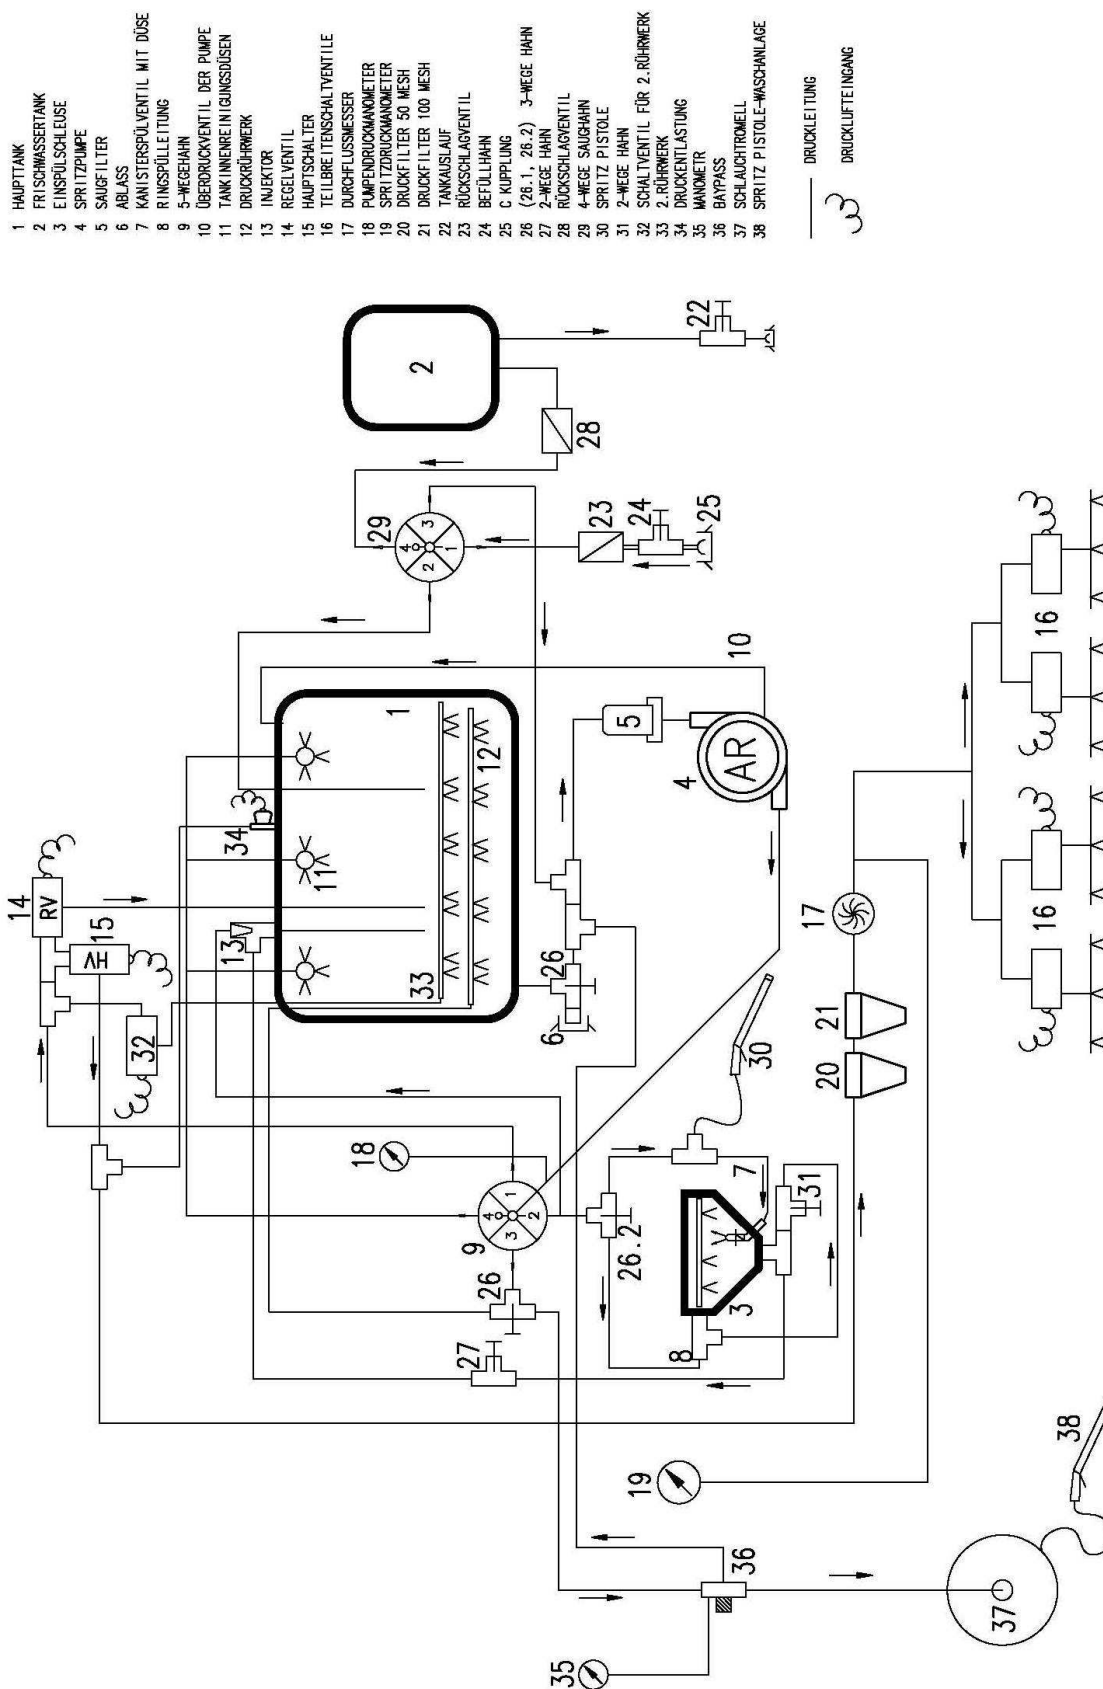 1 HAUPTTANK
2 FRISCHWASSERTANK
3 EINSPÜLSCHLEUSE
4 SPRITZPUMPE
5 SAUGFILTER
6 ABLASS
7 KANISTERSPÜLVENTIL MIT DÜSE
8 RINGSPÜLLEITUNG
9 5-WEGEHAHN
10 ÜBERDRUCKVENTIL DER PUMPE
11 TANKINNENREINIGUNGSDÜSEN
12 DRUCKRÜHRWERK
13 INJEKTOR
14 REGELVENTIL
15 HAUPTSCHALTER
16 TEILBREITENSCHALTVENTILE
17 DURCHFLUSSMESSER
18 PUMPENDRUCKMANOMETER
19 SPRITZDRUCKMANOMETER
20 DRUCKFILTER 50 MESH
21 DRUCKFILTER 100 MESH
22 TANKAUSLAUF
23 RÜCKSCHLAGVENTIL
24 BEFÜLLHAHN
25 C KUPPLUNG
26 (26.1, 26.2) 3-WEGE HAHN
27 2-WEGE HAHN
28 RÜCKSCHLAGVENTIL
29 4-WEGE SAUGHAHN
30 SPRITZ PISTOLE
31 2-WEGE HAHN
32 SCHALTVENTIL FÜR 2.RÜHRWERK
33 2.RÜHRWERK
34 DRUCKENTLASTUNG
35 MANOMETR
36 BAYPASS
37 SCHLAUCHTROMELL
38 SPRITZ PISTOLE-WASCHANLAGE
DRUCKLEITUNG
DRUCKLUFTEINGANG
14
RV
15
HV
32
13
34
11
1
33
12
2
22
28
29
4
3
2
1
23
24
25
6
26
5
10
4
AR
18
9
4
1
3
2
26
27
26.2
30
7
31
3
8
17
21
20
16
16
19
38
36
35
37